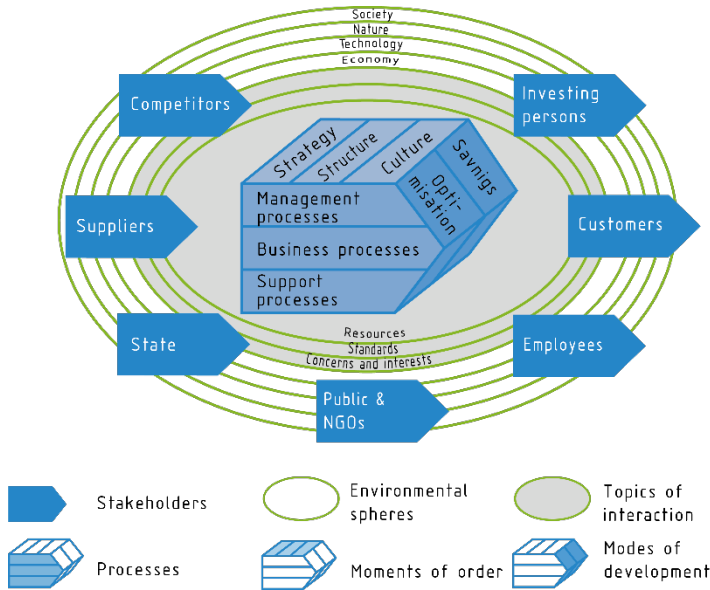 Society
Nature
Technology
Economy
Competitors
Investing
persons
Strategy
Structure
Culture
Savnigs
Opti-
misation
Management
processes
Suppliers
Customers
Business processes
Support
processes
Resources
Standards
Concerns and interests
State
Employees
Public &
NGOs
Stakeholders
Environmental
spheres
Topics of
interaction
Processes
Moments of order
Modes of
development